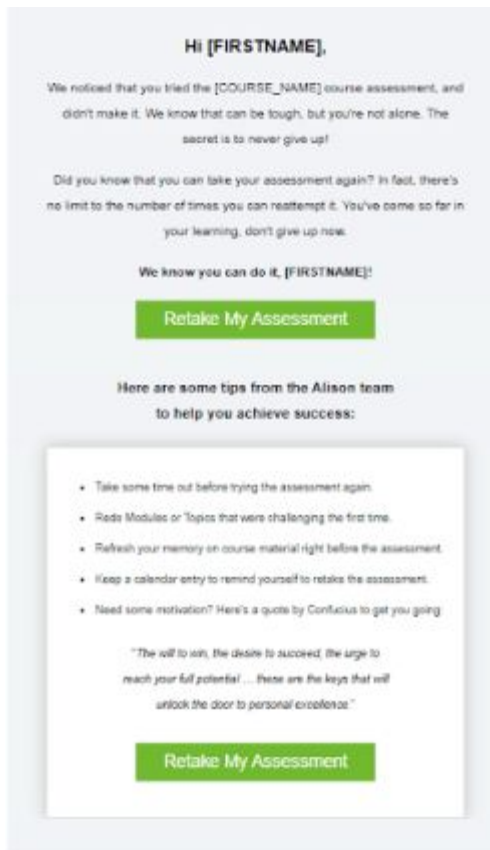 Hi [FIRSTNAME],
We noticed that you tried the [COURSE_NAME] course assessment, and
didn't make it. We know that can be tough, but you're not alone. The
secret is to never give up!
Did you know that you can take your assessment again? In fact, there's
no limit to the number of times you can reattempt it. You've come so far in
your learning, don't give up now.
We know you can do it, [FIRSTNAME]!
Retake My Assessment
Here are some tips from the Alison team
to help you achieve success:
• Take some time out before trying the assessment again.
• Redo Modules or Topics that were challenging the first time.
• Refresh your memory on course material right before the assessment.
• Keep a calendar entry to remind yourself to retake the assessment.
• Need some motivation? Here's a quote by Confucius to get you going:
"The will to win, the desire to succeed, the urge to
reach your full potential ... these are the keys that will
unlock the door to personal excellence."
Retake My Assessment